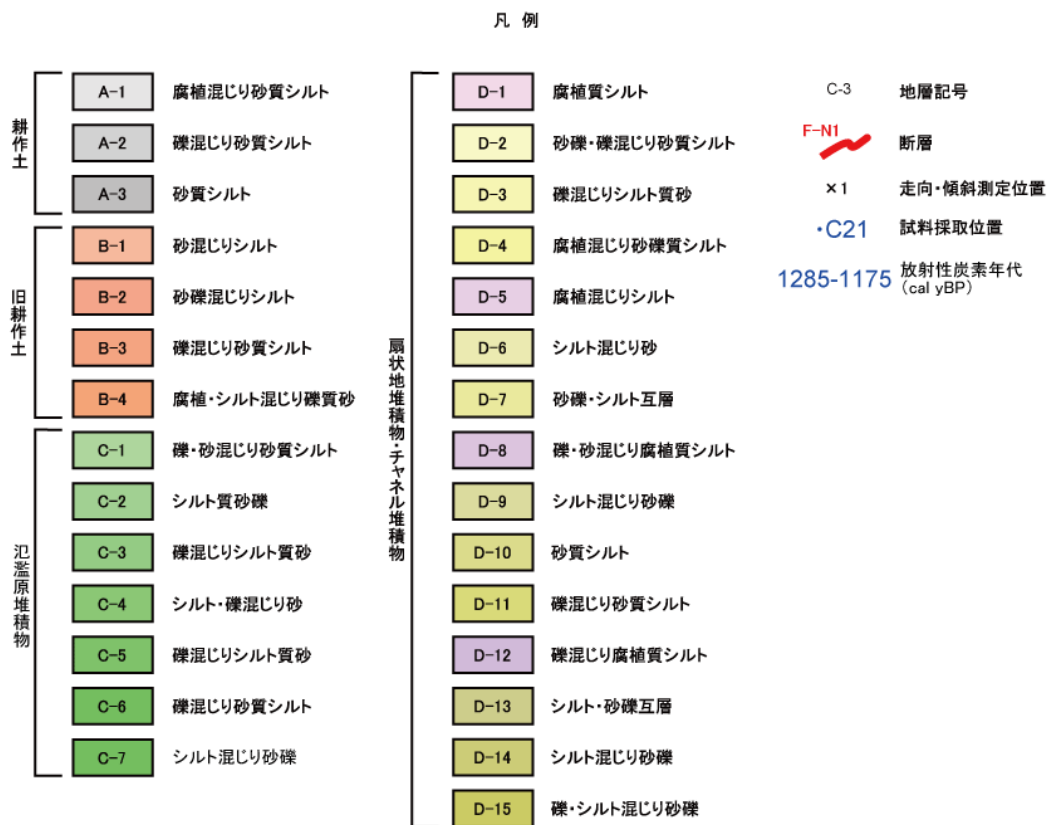 凡 例
耕作土
A-1 腐植混じり砂質シルト
A-2 礫混じり砂質シルト
A-3 砂質シルト
旧耕作土
B-1 砂混じりシルト
B-2 砂礫混じりシルト
B-3 礫混じり砂質シルト
B-4 腐植・シルト混じり礫質砂
氾濫原堆積物
C-1 礫・砂混じり砂質シルト
C-2 シルト質砂礫
C-3 礫混じりシルト質砂
C-4 シルト・礫混じり砂
C-5 礫混じりシルト質砂
C-6 礫混じり砂質シルト
C-7 シルト混じり砂礫
扇状地堆積物・チャネル堆積物
D-1 腐植質シルト
D-2 砂礫・礫混じり砂質シルト
D-3 礫混じりシルト質砂
D-4 腐植混じり砂礫質シルト
D-5 腐植混じりシルト
D-6 シルト混じり砂
D-7 砂礫・シルト互層
D-8 礫・砂混じり腐植質シルト
D-9 シルト混じり砂礫
D-10 砂質シルト
D-11 礫混じり砂質シルト
D-12 礫混じり腐植質シルト
D-13 シルト・砂礫互層
D-14 シルト混じり砂礫
D-15 礫・シルト混じり砂礫
C-3 地層記号
F-N1 断層
×1 走向・傾斜測定位置
・C21 試料採取位置
1285-1175 放射性炭素年代
(cal yBP)